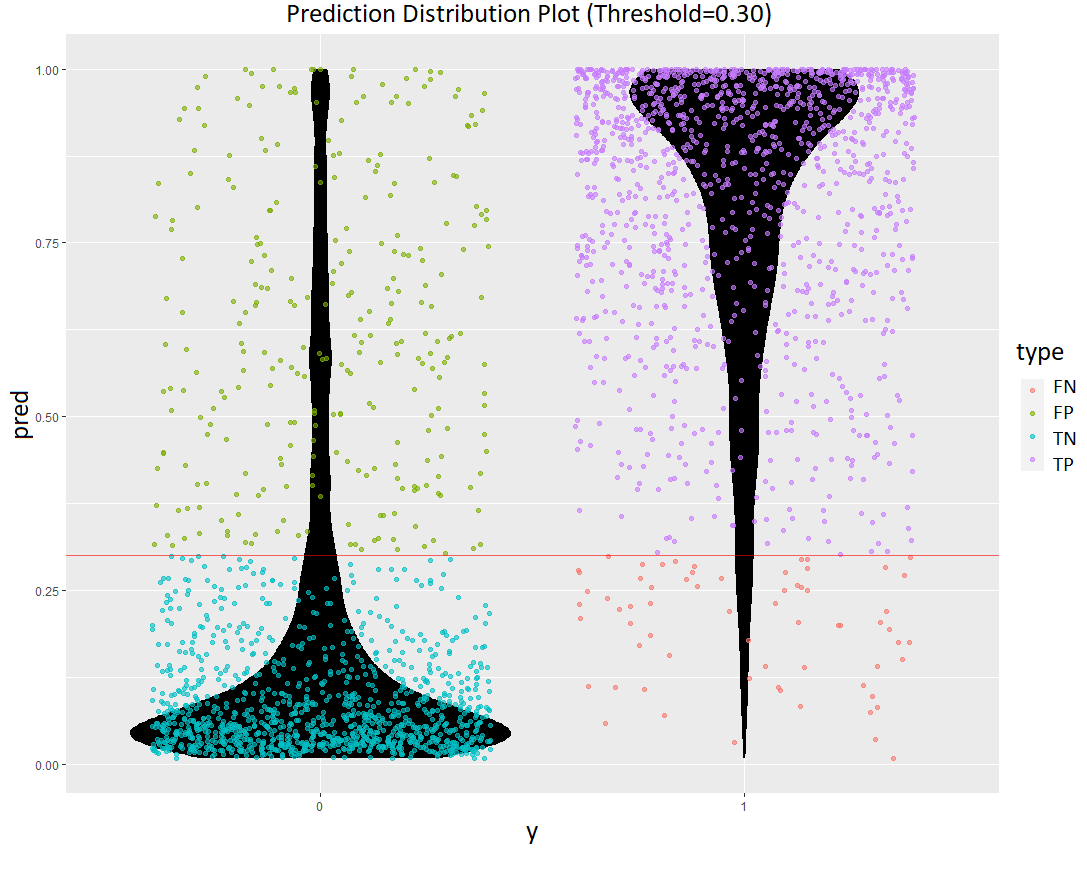 Prediction Distribution Plot (Threshold=0.30)
1.00
0.75
0.50
0.25
0.00
pred
0
1
y
type
FN
FP
TN
TP